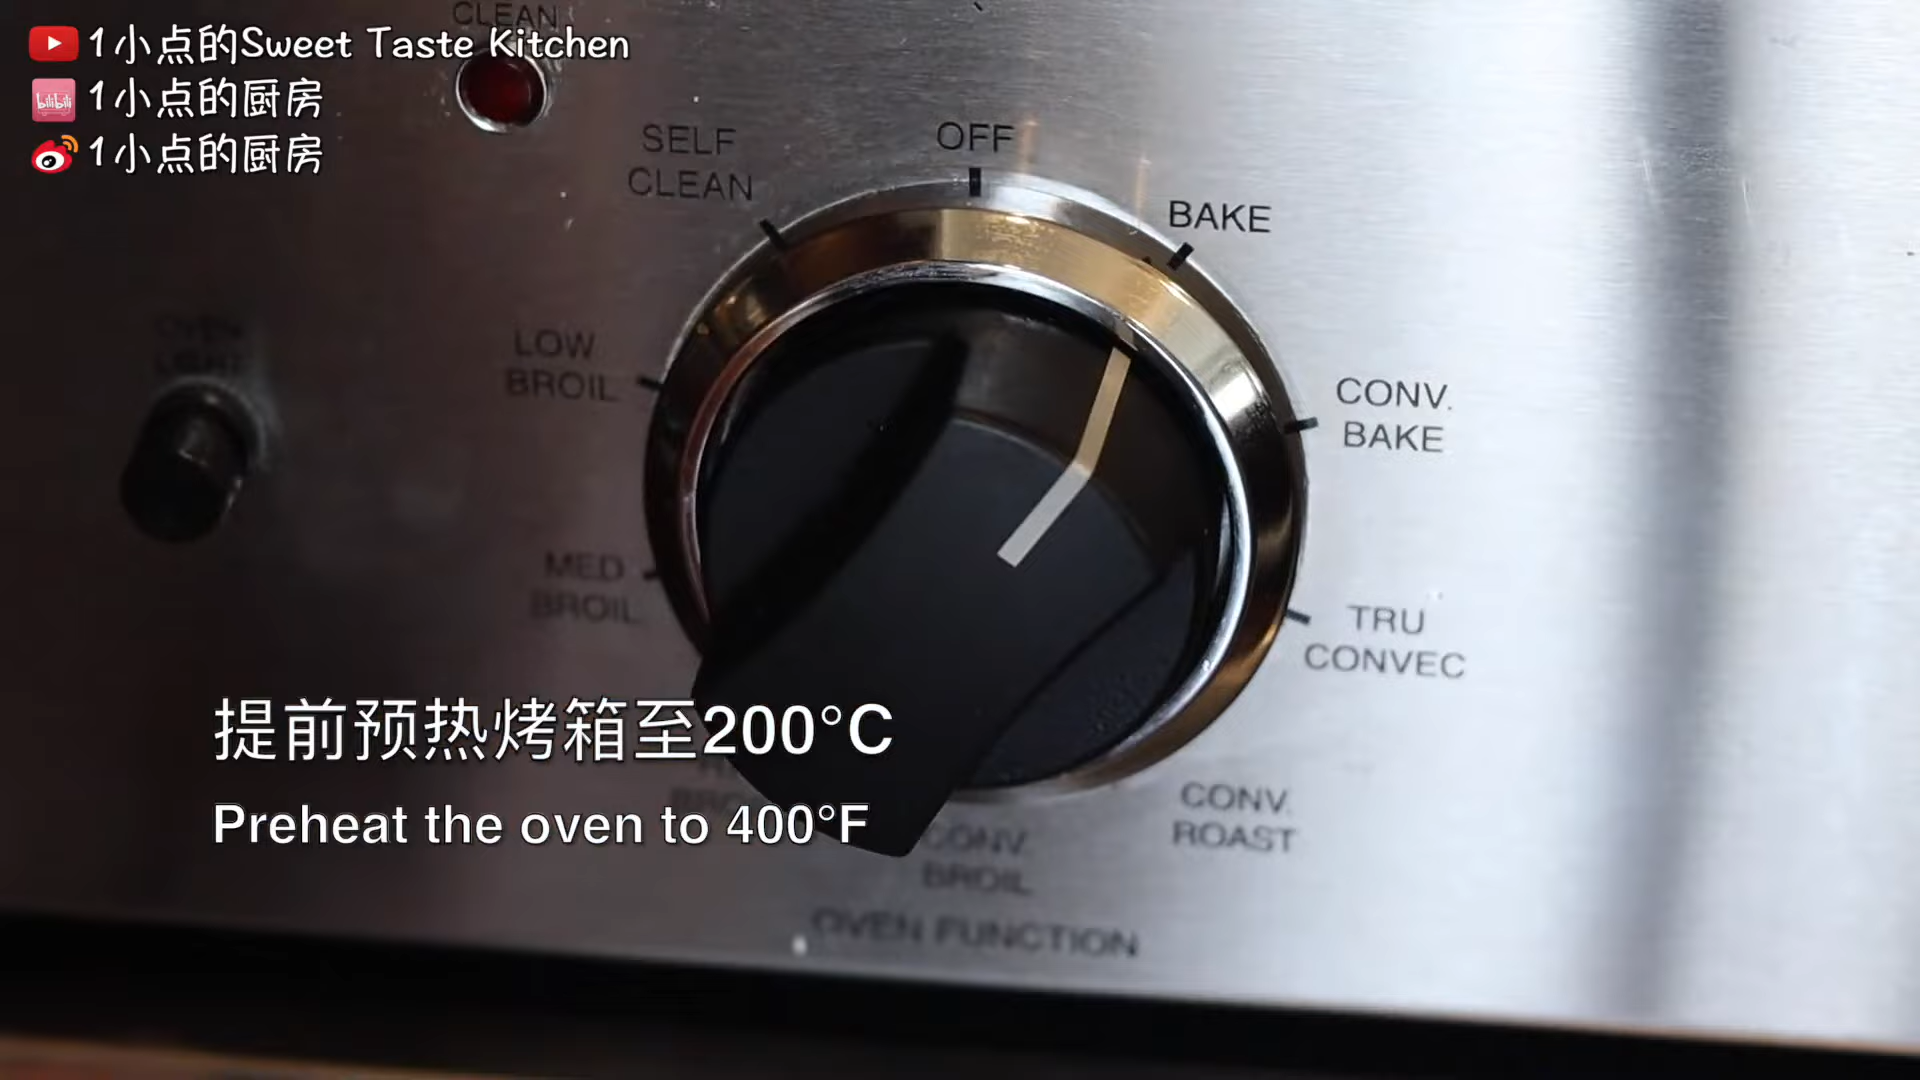 CLEAN
1小点的Sweet Taste Kitchen
bilibili 1小点的厨房
1小点的厨房
SELF
CLEAN
OFF
BAKE
OVEN
LIGHT
LOW
BROIL
CONV.
BAKE
MED
BROIL
TRU
CONVEC
提前预热烤箱至200°C
Preheat the oven to 400°F
CONV.
ROAST
CONV.
BROIL
OVEN FUNCTION